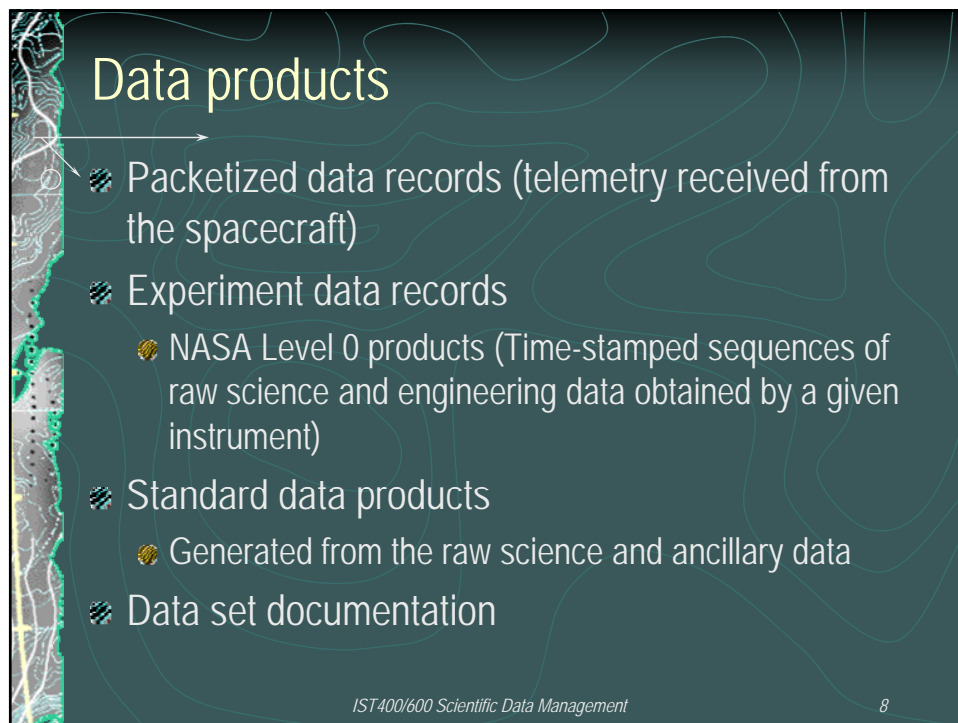 Data products
Packetized data records (telemetry received from
the spacecraft)
Experiment data records
NASA Level 0 products (Time-stamped sequences of
raw science and engineering data obtained by a given
instrument)
Standard data products
Generated from the raw science and ancillary data
Data set documentation
IST400/600 Scientific Data Management 8